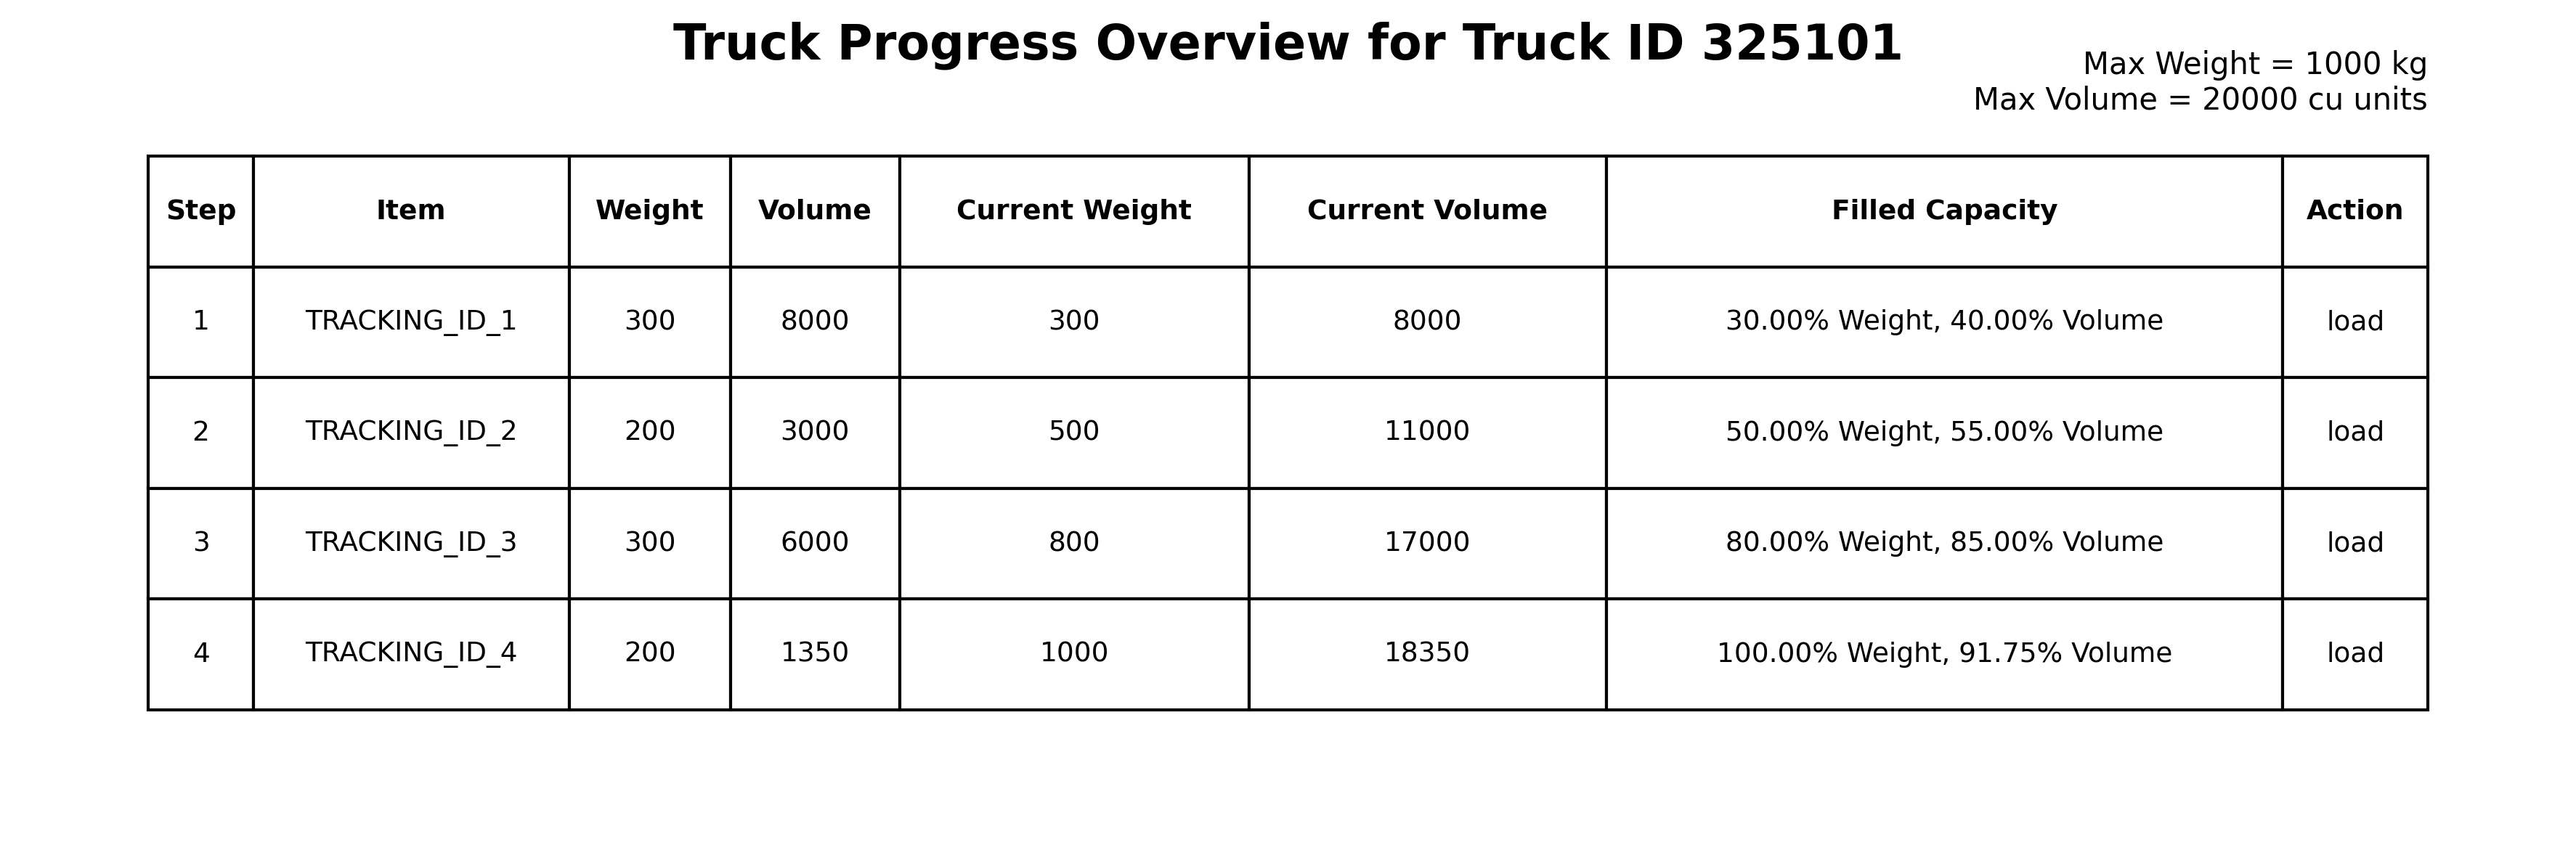 Truck Progress Overview for Truck ID 325101
Max Weight = 1000 kg
Max Volume = 20000 cu units
Step Item Weight Volume Current Weight Current Volume Filled Capacity Action
1 TRACKING_ID_1 300 8000 300 8000 30.00% Weight, 40.00% Volume load
2 TRACKING_ID_2 200 3000 500 11000 50.00% Weight, 55.00% Volume load
3 TRACKING_ID_3 300 6000 800 17000 80.00% Weight, 85.00% Volume load
4 TRACKING_ID_4 200 1350 1000 18350 100.00% Weight, 91.75% Volume load